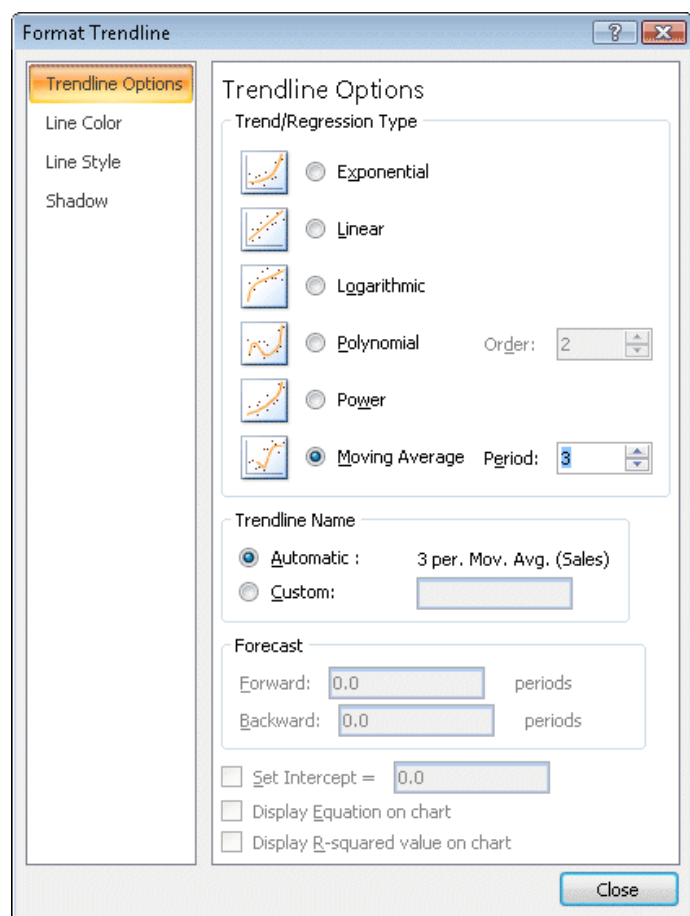 Format Trendline
Trendline Options
Line Color
Line Style
Shadow
Trendline Options
Trend/Regression Type
Exponential
Linear
Logarithmic
Polynomial Order: 2
Power
Moving Average Period: 3
Trendline Name
Automatic : 3 per. Mov. Avg. (Sales)
Custom:
Forecast
Forward: 0.0 periods
Backward: 0.0 periods
Set Intercept = 0.0
Display Equation on chart
Display R-squared value on chart
Close